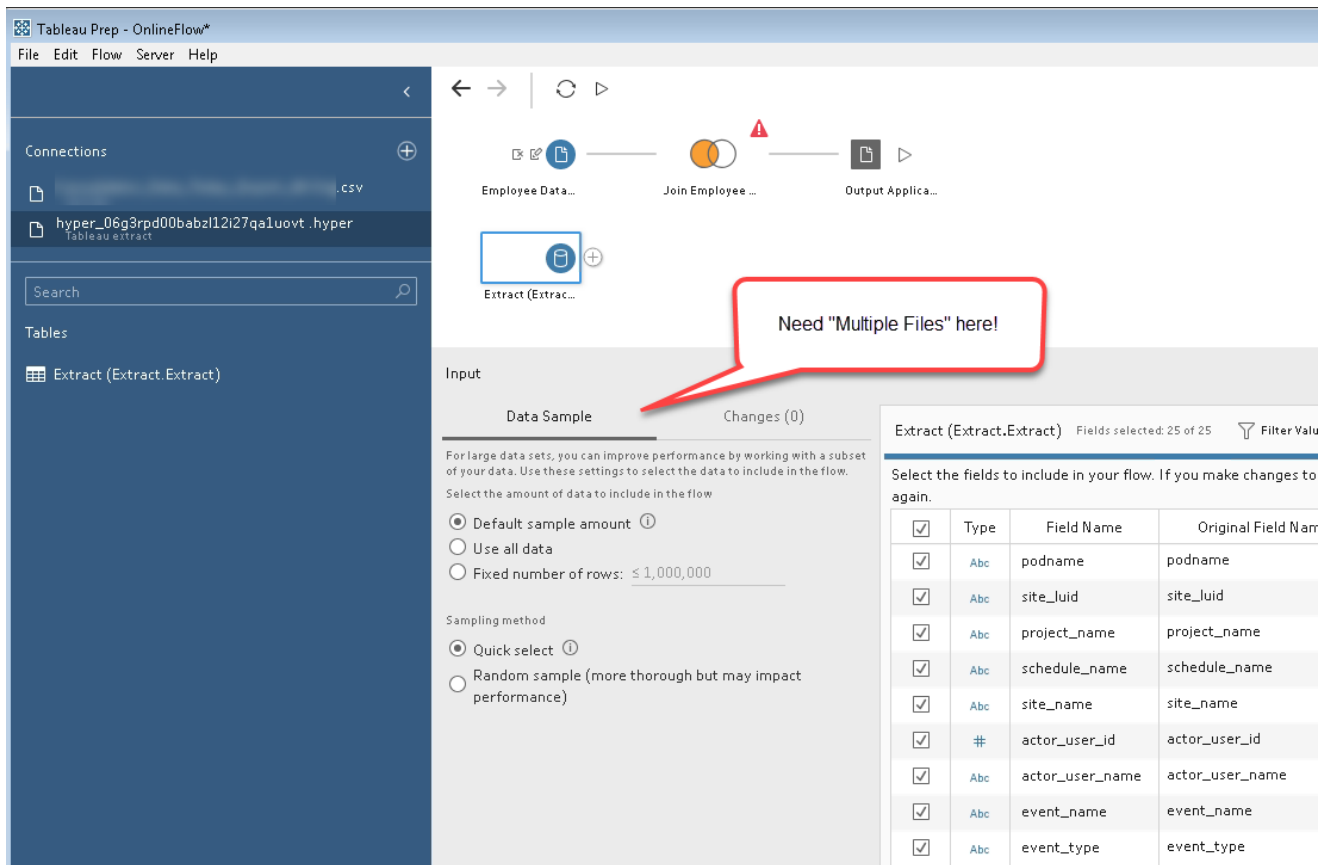 Tableau Prep - OnlineFlow*
File Edit Flow Server Help
Connections
.csv
hyper_06g3rpd00babzl12i27qa1uovt .hyper
Tableau extract
Search
Tables
Extract (Extract.Extract)
Employee Data...
Join Employee ...
Output Applica...
Extract (Extrac...
Need "Multiple Files" here!
Input
Data Sample
Changes (0)
For large data sets, you can improve performance by working with a subset
of your data. Use these settings to select the data to include in the flow.
Select the amount of data to include in the flow
Default sample amount
Use all data
Fixed number of rows: ≤ 1,000,000
Sampling method
Quick select
Random sample (more thorough but may impact
performance)
Extract (Extract.Extract) Fields selected: 25 of 25 Filter Valu
Select the fields to include in your flow. If you make changes to
again.
Type Field Name Original Field Nam
Abc podname podname
Abc site_luid site_luid
Abc project_name project_name
Abc schedule_name schedule_name
Abc site_name site_name
# actor_user_id actor_user_id
Abc actor_user_name actor_user_name
Abc event_name event_name
Abc event_type event_type